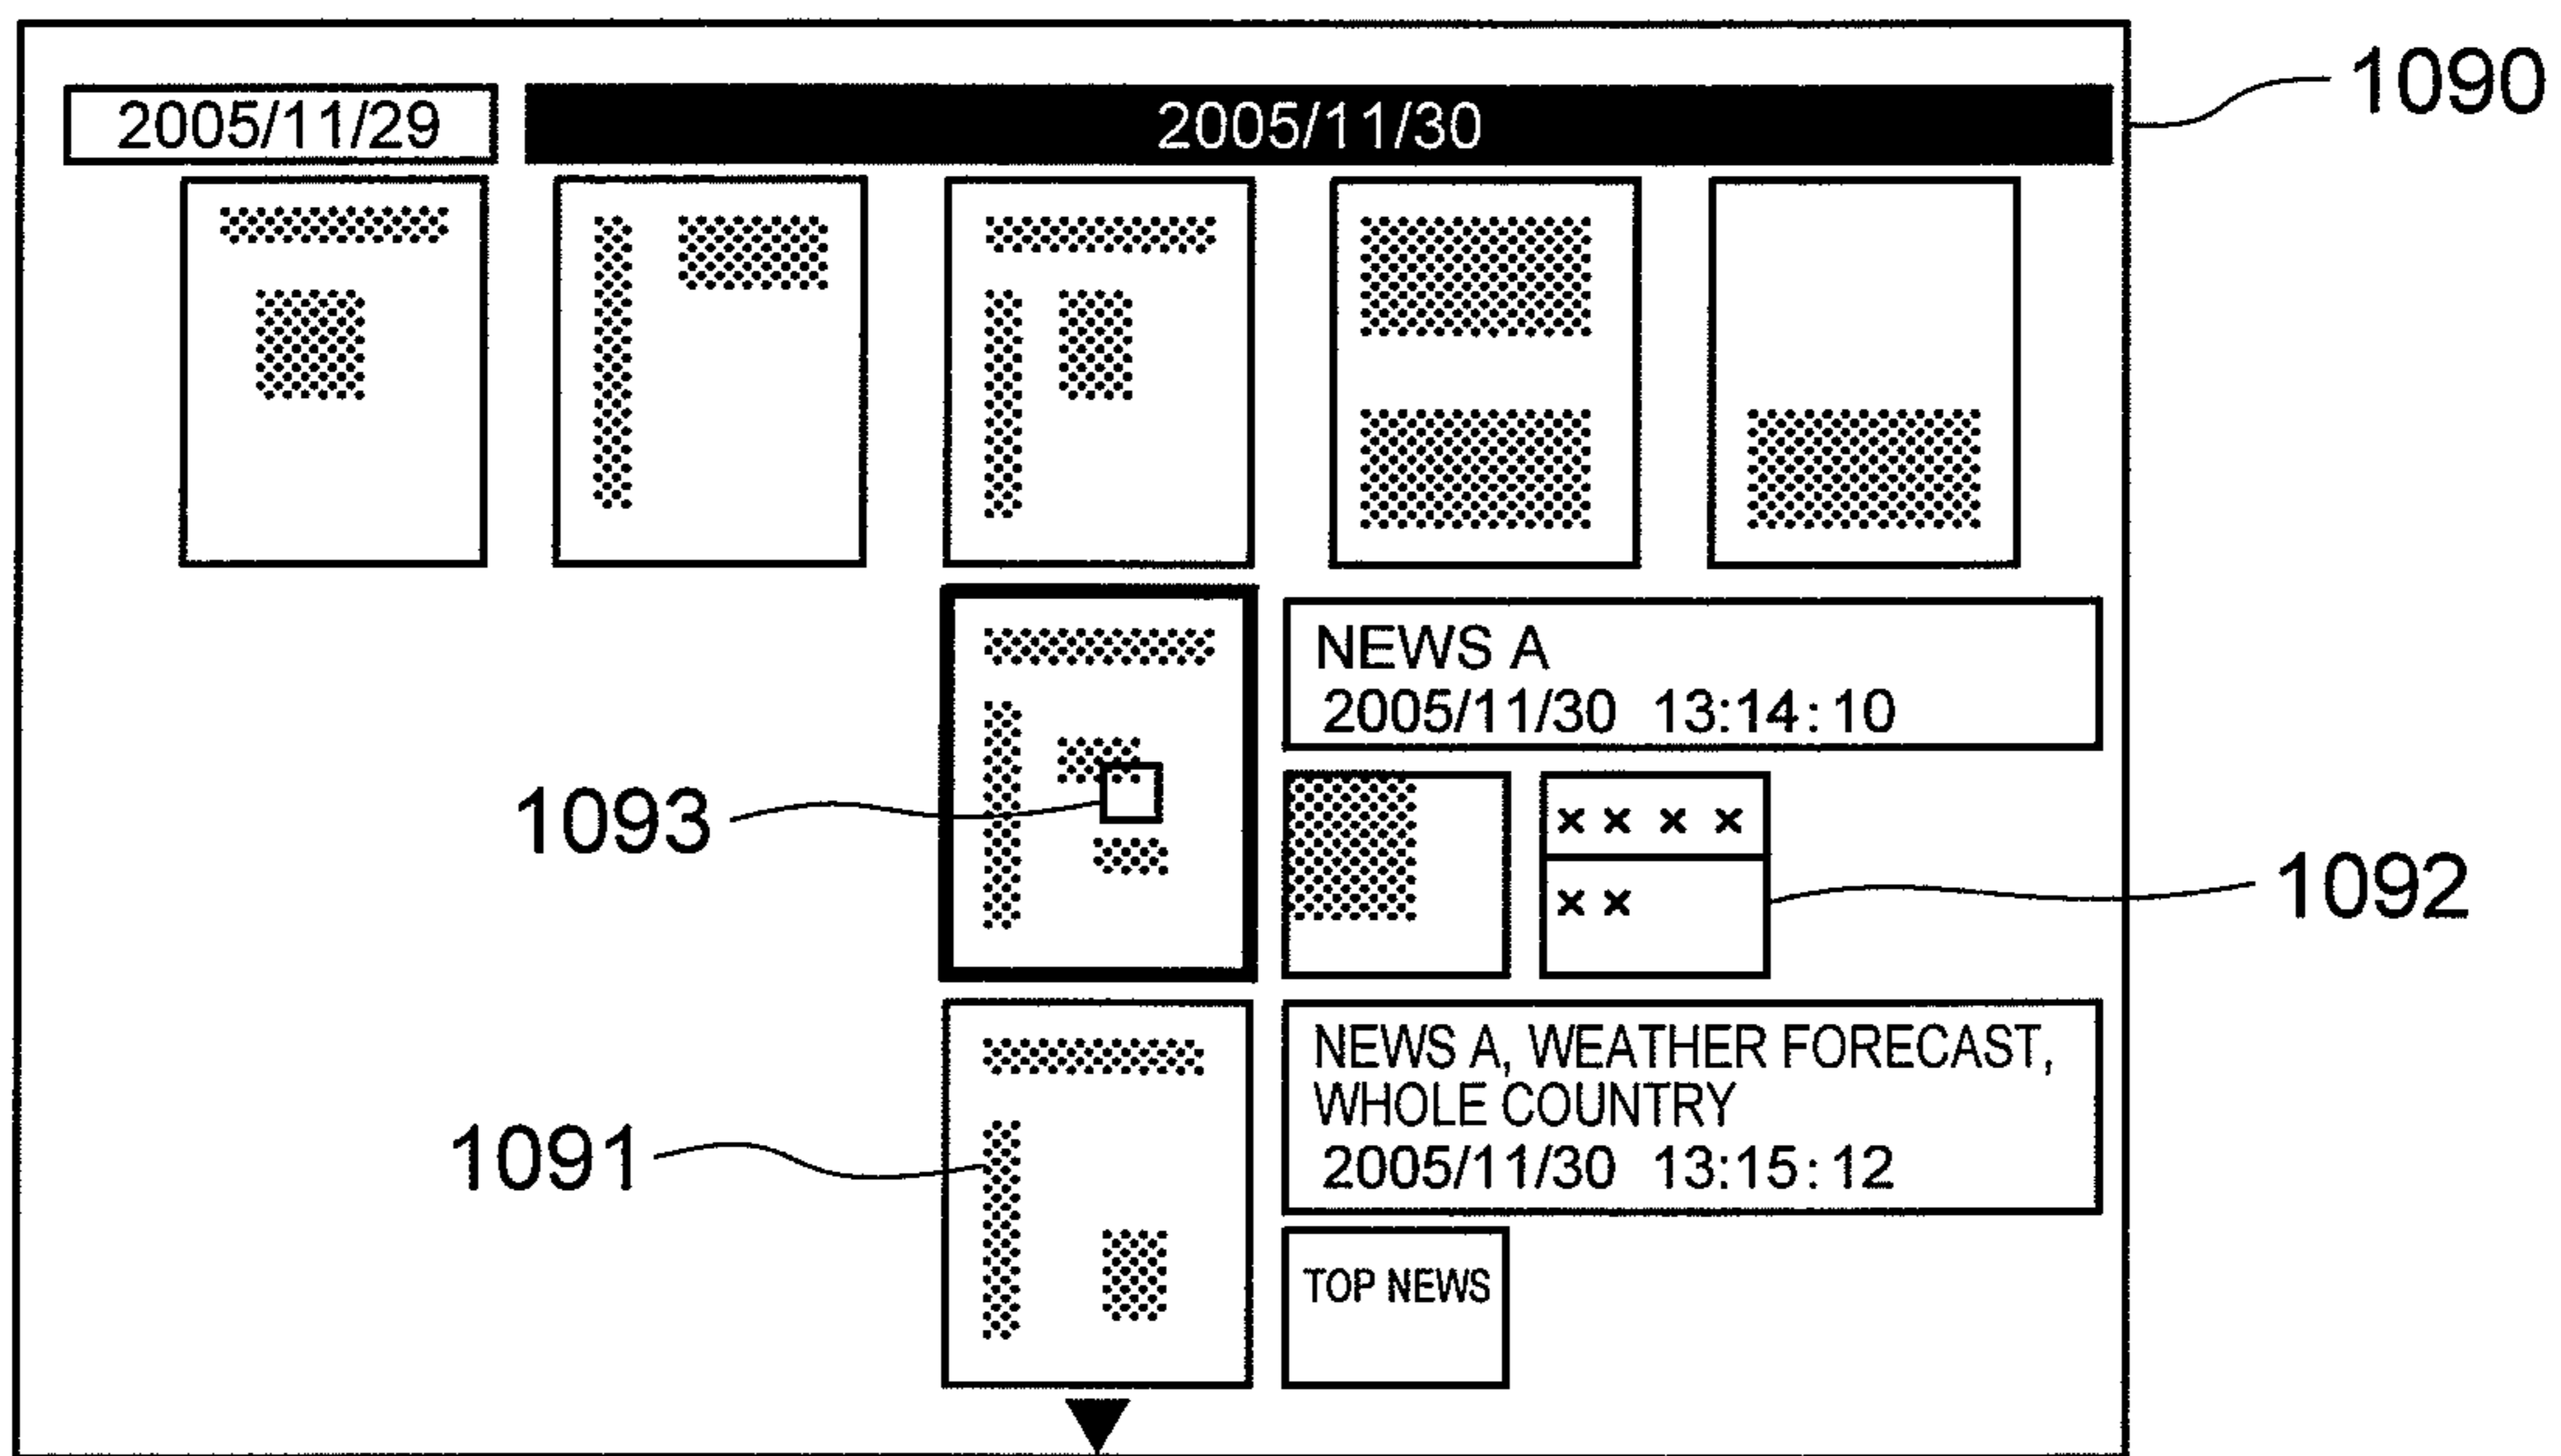 2005/11/29
2005/11/30
1090
NEWS A
2005/11/30 13:14:10
1093
× × × ×
× ×
1092
NEWS A, WEATHER FORECAST,
WHOLE COUNTRY
2005/11/30 13:15:12
1091
TOP NEWS